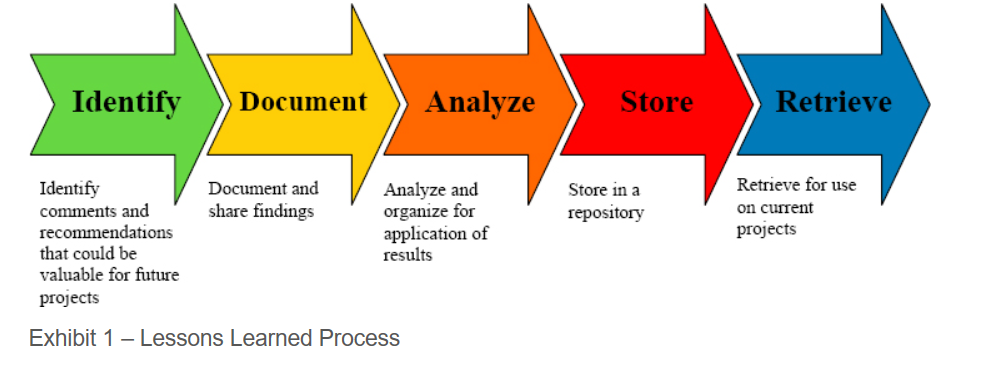 Identify
Document
Analyze
Store
Retrieve
Identify
comments and
recommendations
that could be
valuable for future
projects
Document and
share findings
Analyze and
organize for
application of
results
Store in a
repository
Retrieve for use
on current
projects
Exhibit 1 – Lessons Learned Process